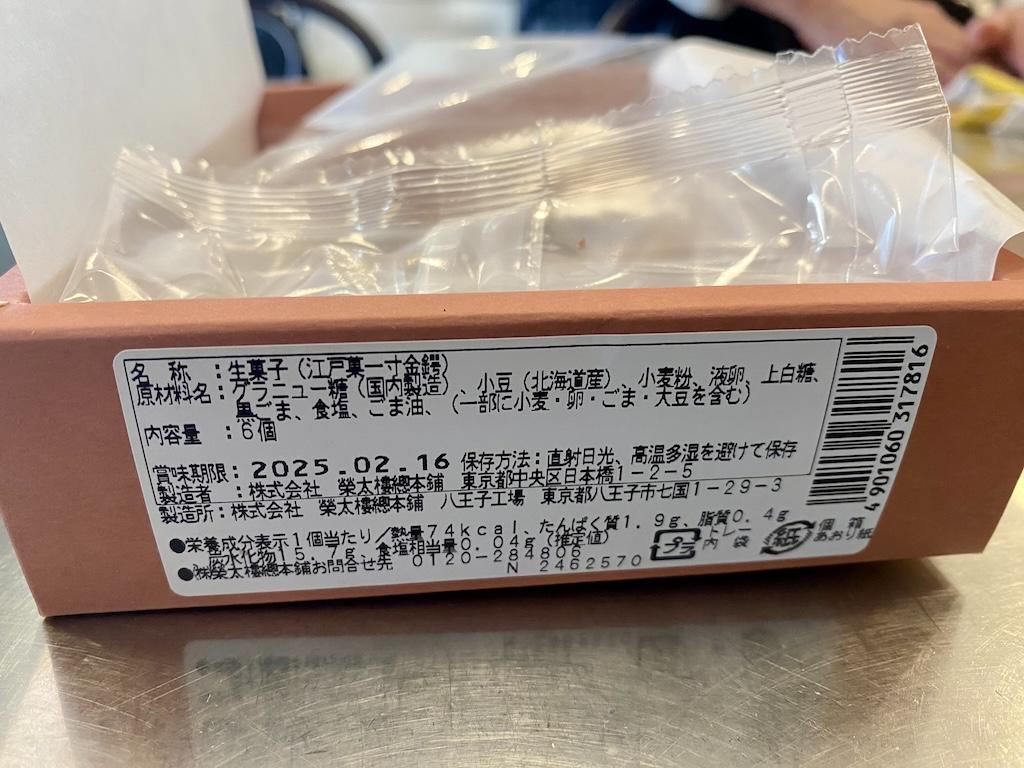 名　称　：生菓子（江戸菓一寸金鍔）
原材料名：グラニュー糖（国内製造）、小豆（北海道産）、小麦粉、液卵、上白糖、
黒ごま、食塩、ごま油、（一部に小麦・卵・ごま・大豆を含む）
内容量　：６個
賞味期限：2025.02.16 保存方法：直射日光、高温多湿を避けて保存
製造者　：株式会社　榮太樓總本鋪　東京都中央区日本橋１－２－５
製造所：株式会社　榮太樓總本鋪　八王子工場　東京都八王子市七国１－２９－３
●栄養成分表示１個当たり／熱量７４ｋｃａｌ、たんぱく質１．９ｇ、脂質０．４ｇ
炭水化物１５．７ｇ、食塩相当量０．０４ｇ（推定値）
●㈱榮太樓總本鋪お問合せ先　０１２０－２８４８０６
Ｎ　２４６２５７０
プラ
トレー
内　袋
紙
個　箱
あおり紙
4901060317816